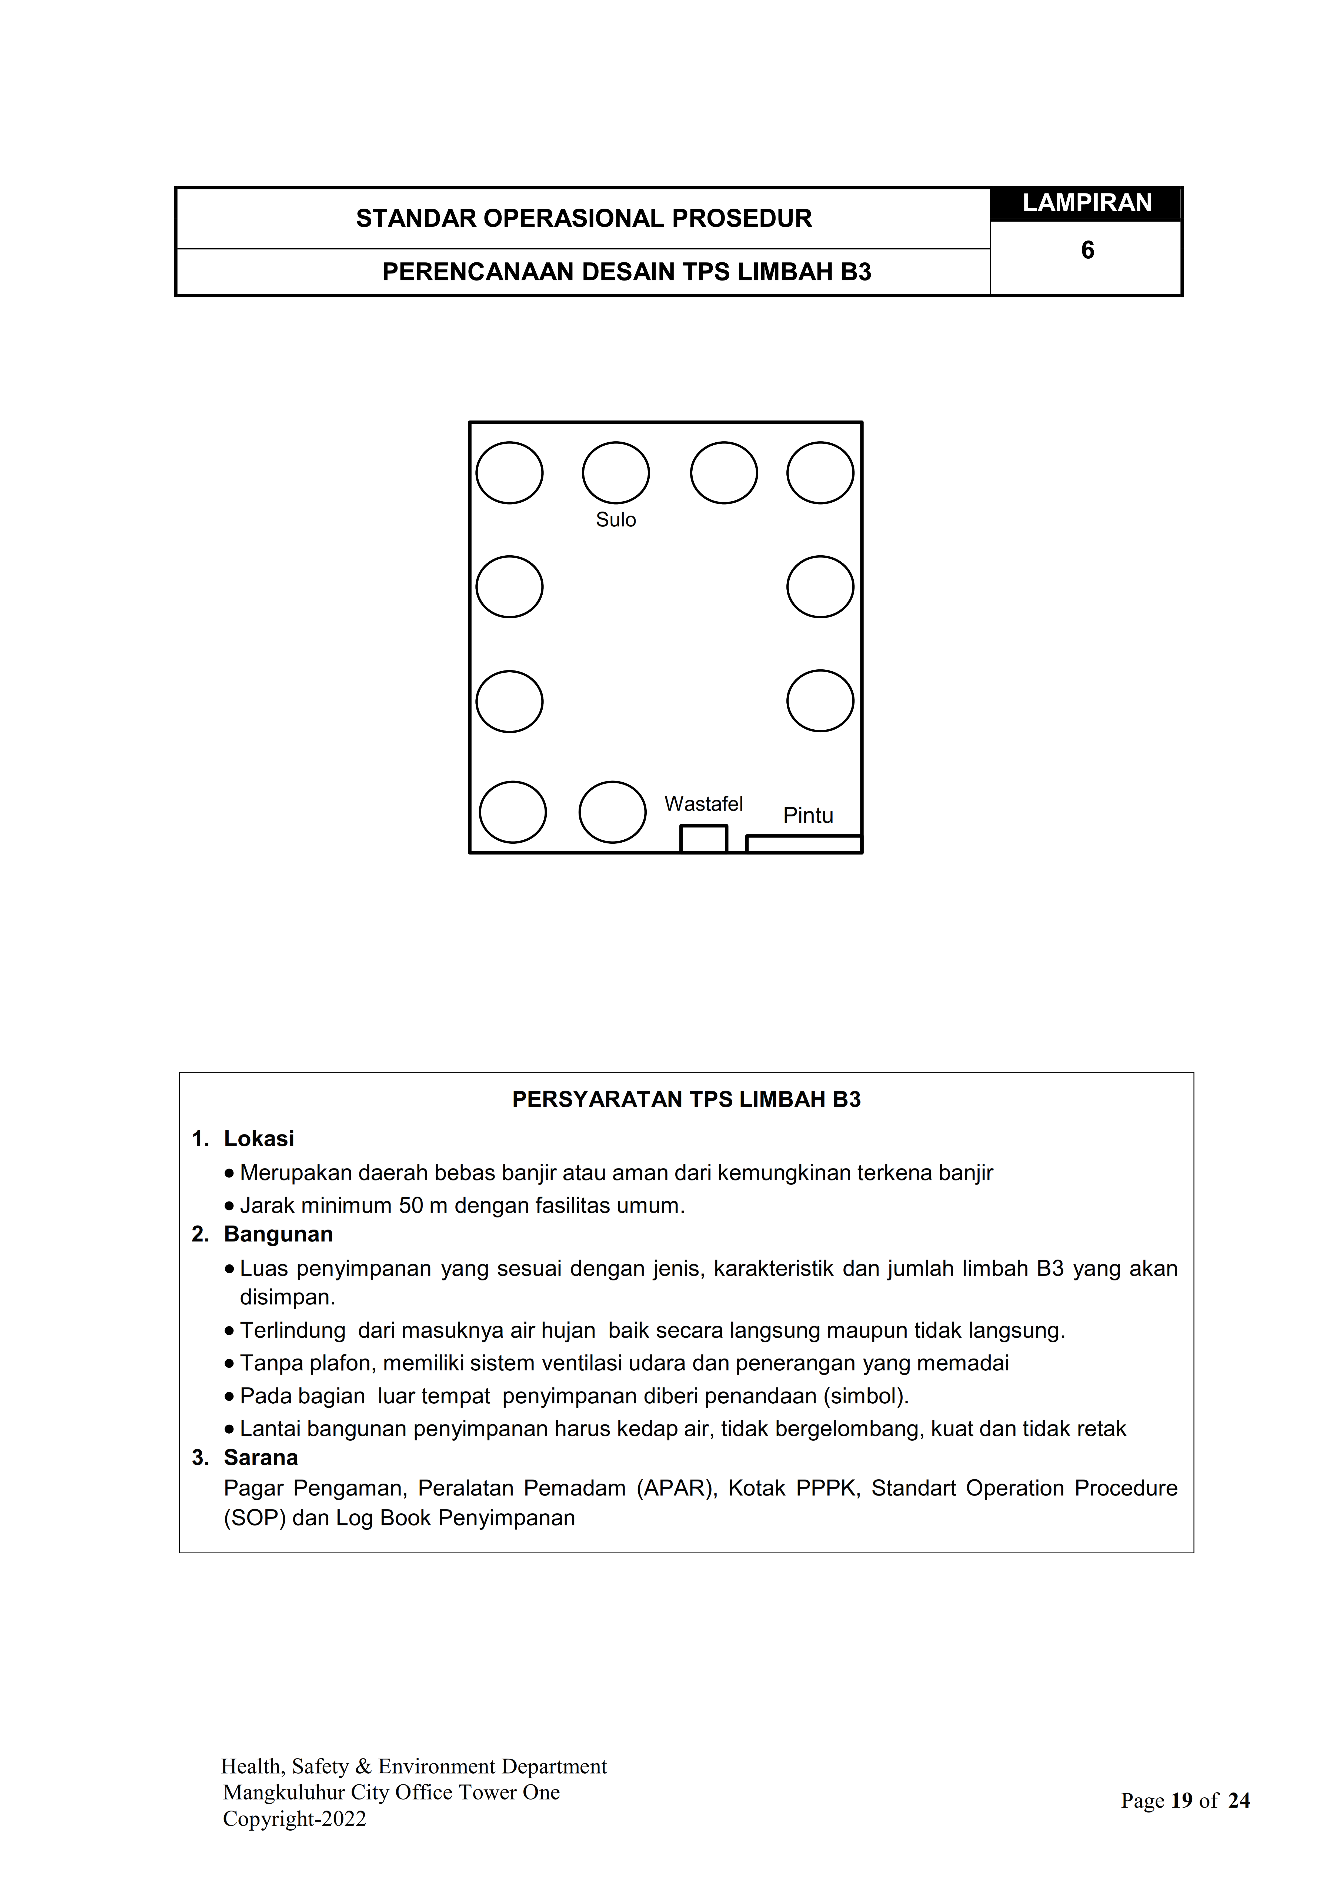 STANDAR OPERASIONAL PROSEDUR
LAMPIRAN
6
PERENCANAAN DESAIN TPS LIMBAH B3
Sulo
Wastafel
Pintu
PERSYARATAN TPS LIMBAH B3
1. Lokasi
• Merupakan daerah bebas banjir atau aman dari kemungkinan terkena banjir
• Jarak minimum 50 m dengan fasilitas umum.
2. Bangunan
• Luas penyimpanan yang sesuai dengan jenis, karakteristik dan jumlah limbah B3 yang akan
disimpan.
• Terlindung dari masuknya air hujan baik secara langsung maupun tidak langsung.
• Tanpa plafon, memiliki sistem ventilasi udara dan penerangan yang memadai
• Pada bagian luar tempat penyimpanan diberi penandaan (simbol).
• Lantai bangunan penyimpanan harus kedap air, tidak bergelombang, kuat dan tidak retak
3. Sarana
Pagar Pengaman, Peralatan Pemadam (APAR), Kotak PPPK, Standart Operation Procedure
(SOP) dan Log Book Penyimpanan
Health, Safety & Environment Department
Mangkuluhur City Office Tower One
Copyright-2022
Page 19 of 24